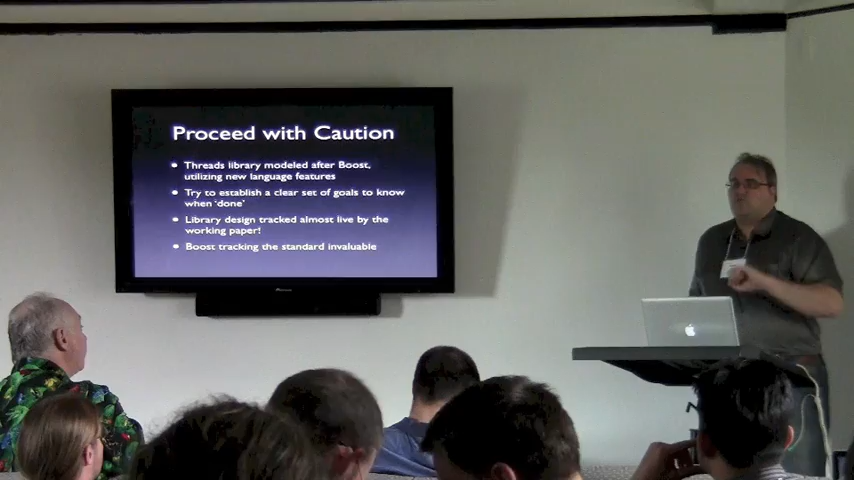 Proceed with Caution
• Threads library modeled after Boost,
utilizing new language features
• Try to establish a clear set of goals to know
when 'done'
• Library design tracked almost live by the
working paper!
• Boost tracking the standard invaluable